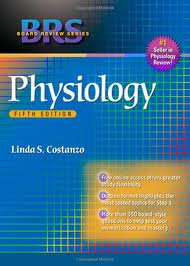 BRS
BOARD REVIEW SERIES
#1
Seller in
Physiology
Review!
Physiology
FIFTH EDITION
Linda S. Costanzo
Free online access offers greater
study flexibility
Outline format highlights the
most tested topics for Step 1
More than 350 board-style
questions to help test your
memorization and mastery